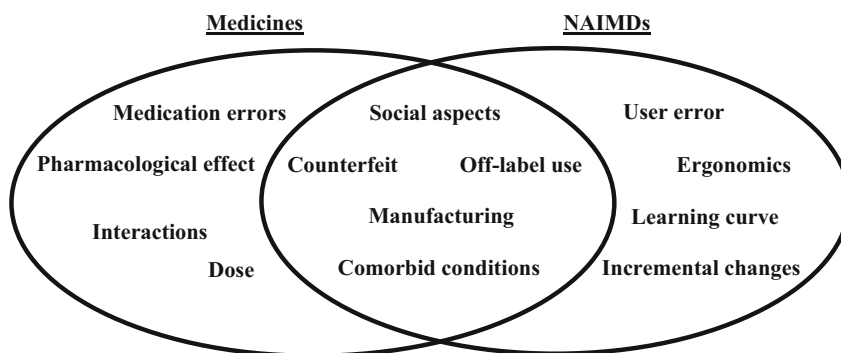 Medicines NAIMDs
Medication errors Social aspects User error
Pharmacological effect Counterfeit Off-label use Ergonomics
Interactions Manufacturing Learning curve
Dose Comorbid conditions Incremental changes